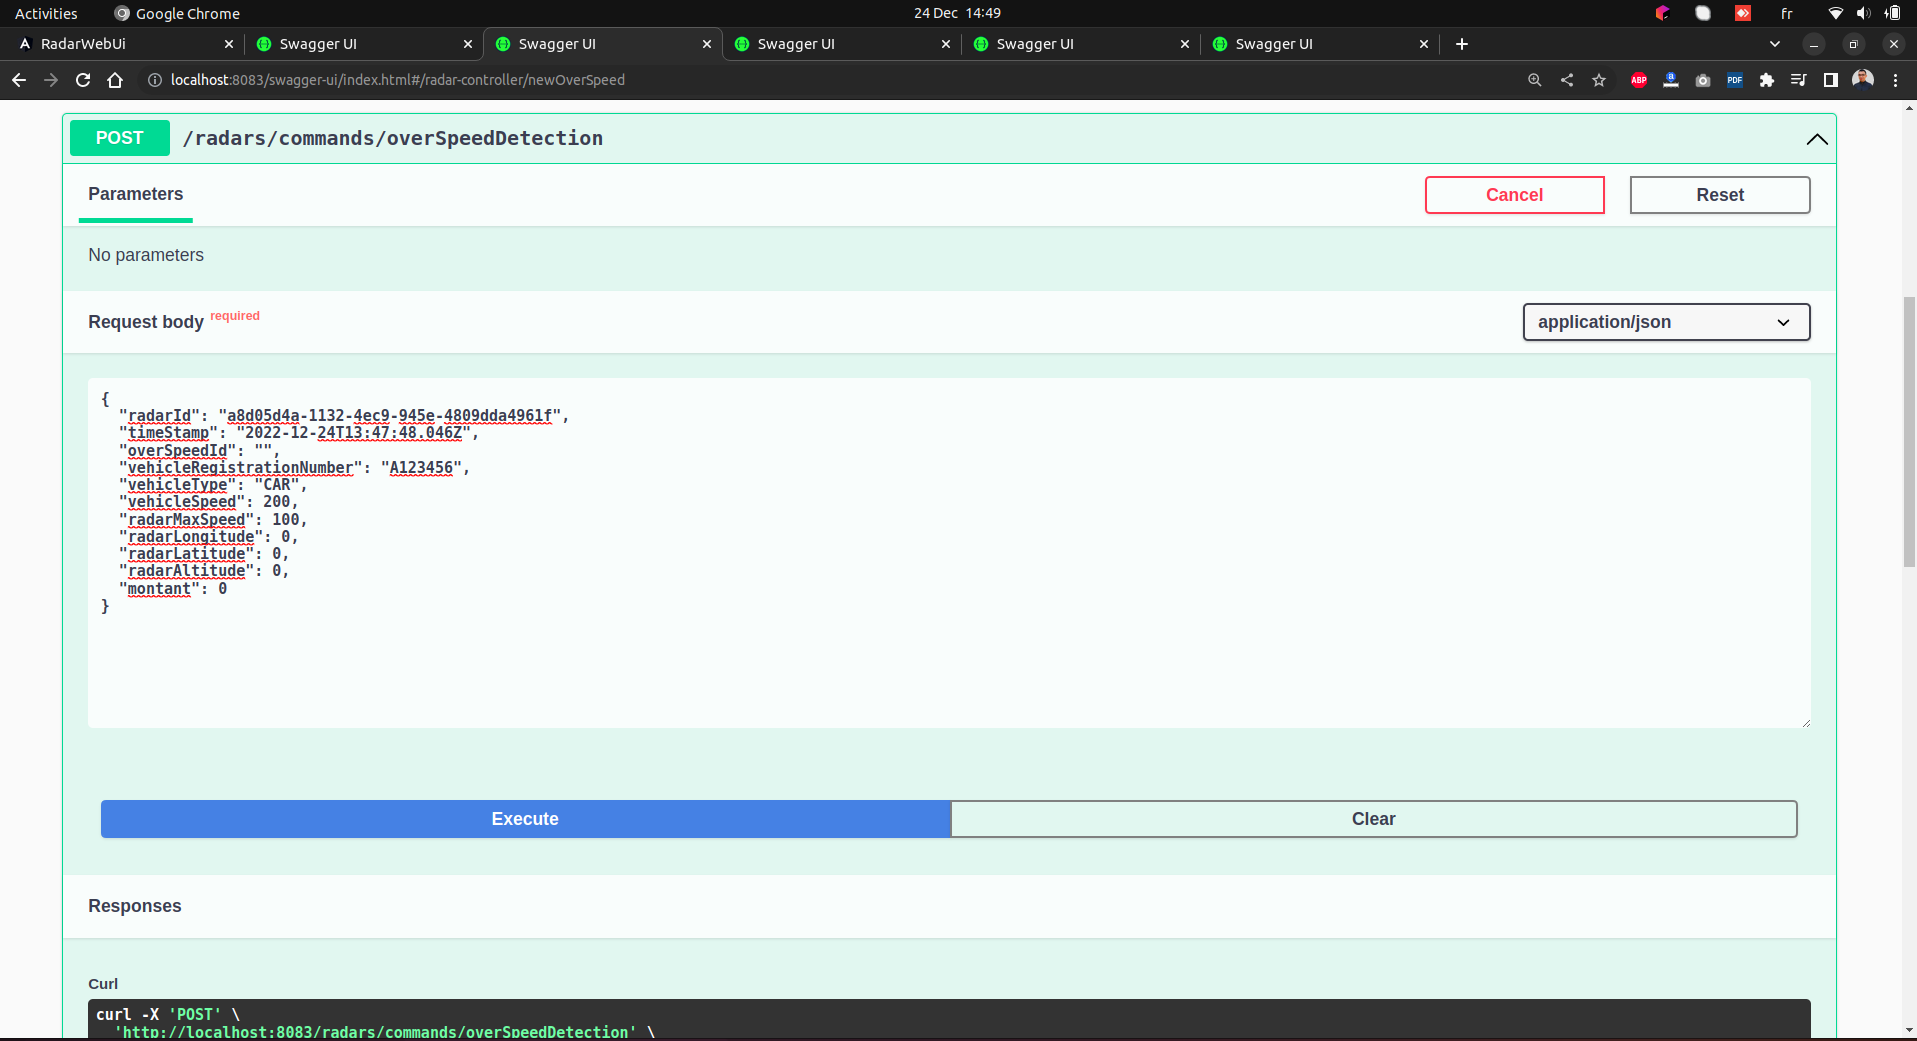 Activities Google Chrome 24 Dec 14:49 fr
RadarWebUi Swagger UI Swagger UI Swagger UI Swagger UI Swagger UI
localhost:8083/swagger-ui/index.html#/radar-controller/newOverSpeed ABP a PDF
POST /radars/commands/overSpeedDetection
Parameters Cancel Reset
No parameters
Request body required application/json
{
"radarId": "a8d05d4a-1132-4ec9-945e-4809dda4961f",
"timeStamp": "2022-12-24T13:47:48.046Z",
"overSpeedId": "",
"vehicleRegistrationNumber": "A123456",
"vehicleType": "CAR",
"vehicleSpeed": 200,
"radarMaxSpeed": 100,
"radarLongitude": 0,
"radarLatitude": 0,
"radarAltitude": 0,
"montant": 0
}
Execute Clear
Responses
Curl
curl -X 'POST' \
'http://localhost:8083/radars/commands/overSpeedDetection' \